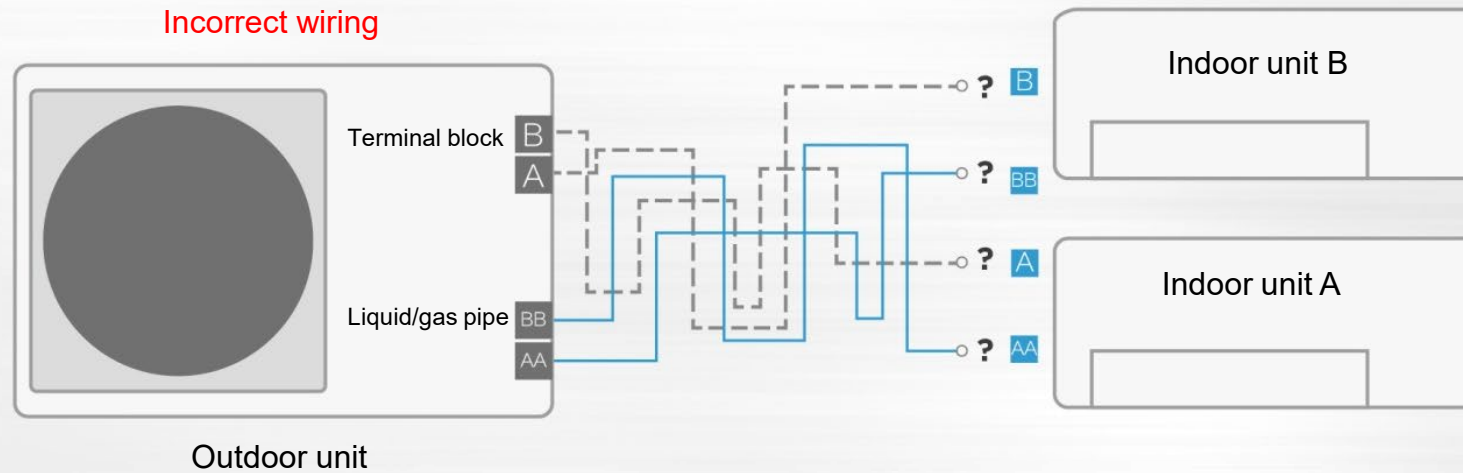 Incorrect wiring
Terminal block
B
A
Liquid/gas pipe
BB
AA
Outdoor unit
? B
? BB
? A
? AA
Indoor unit B
Indoor unit A